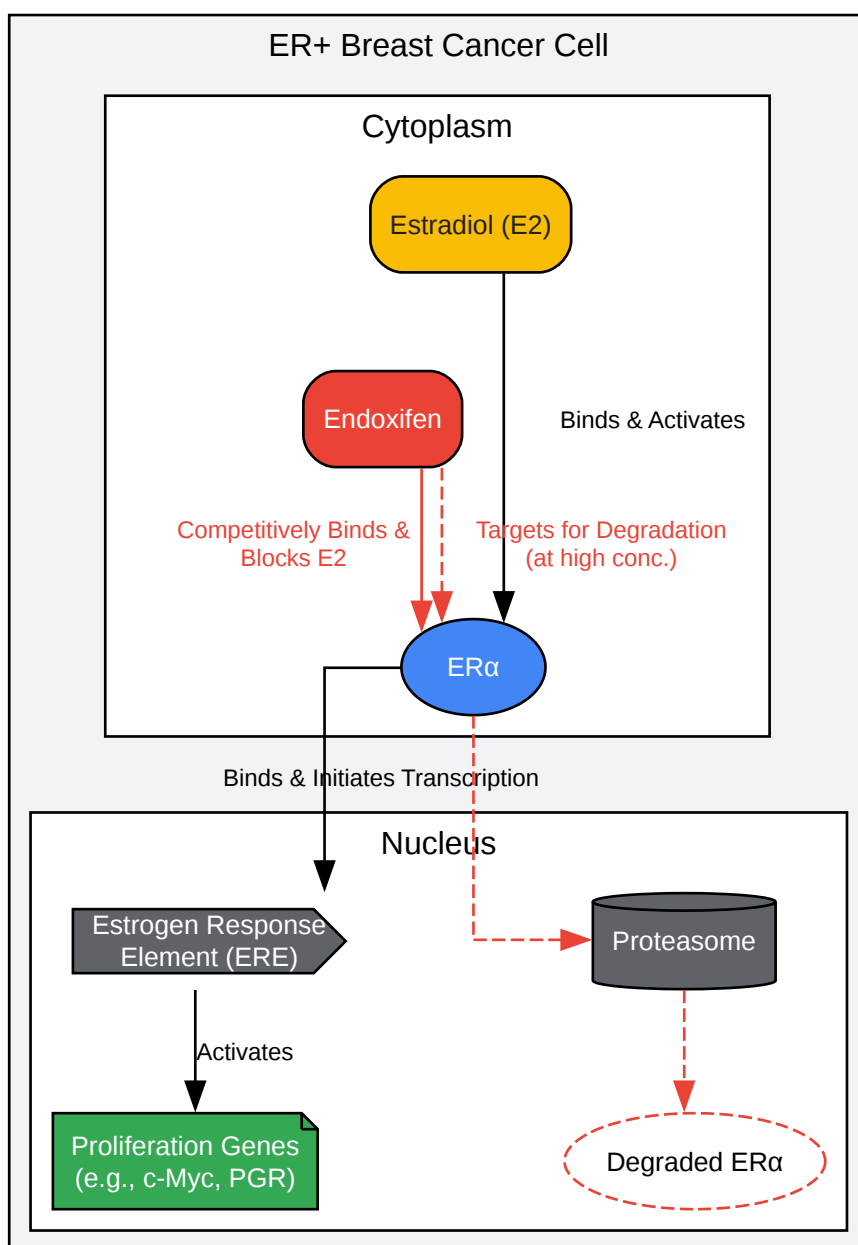 ER+ Breast Cancer Cell
Cytoplasm
Estradiol (E2)
Endoxifen
Binds & Activates
Competitively Binds &
Blocks E2
Targets for Degradation
(at high conc.)
ERα
Binds & Initiates Transcription
Nucleus
Estrogen Response
Element (ERE)
Proteasome
Activates
Proliferation Genes
(e.g., c-Myc, PGR)
Degraded ERα